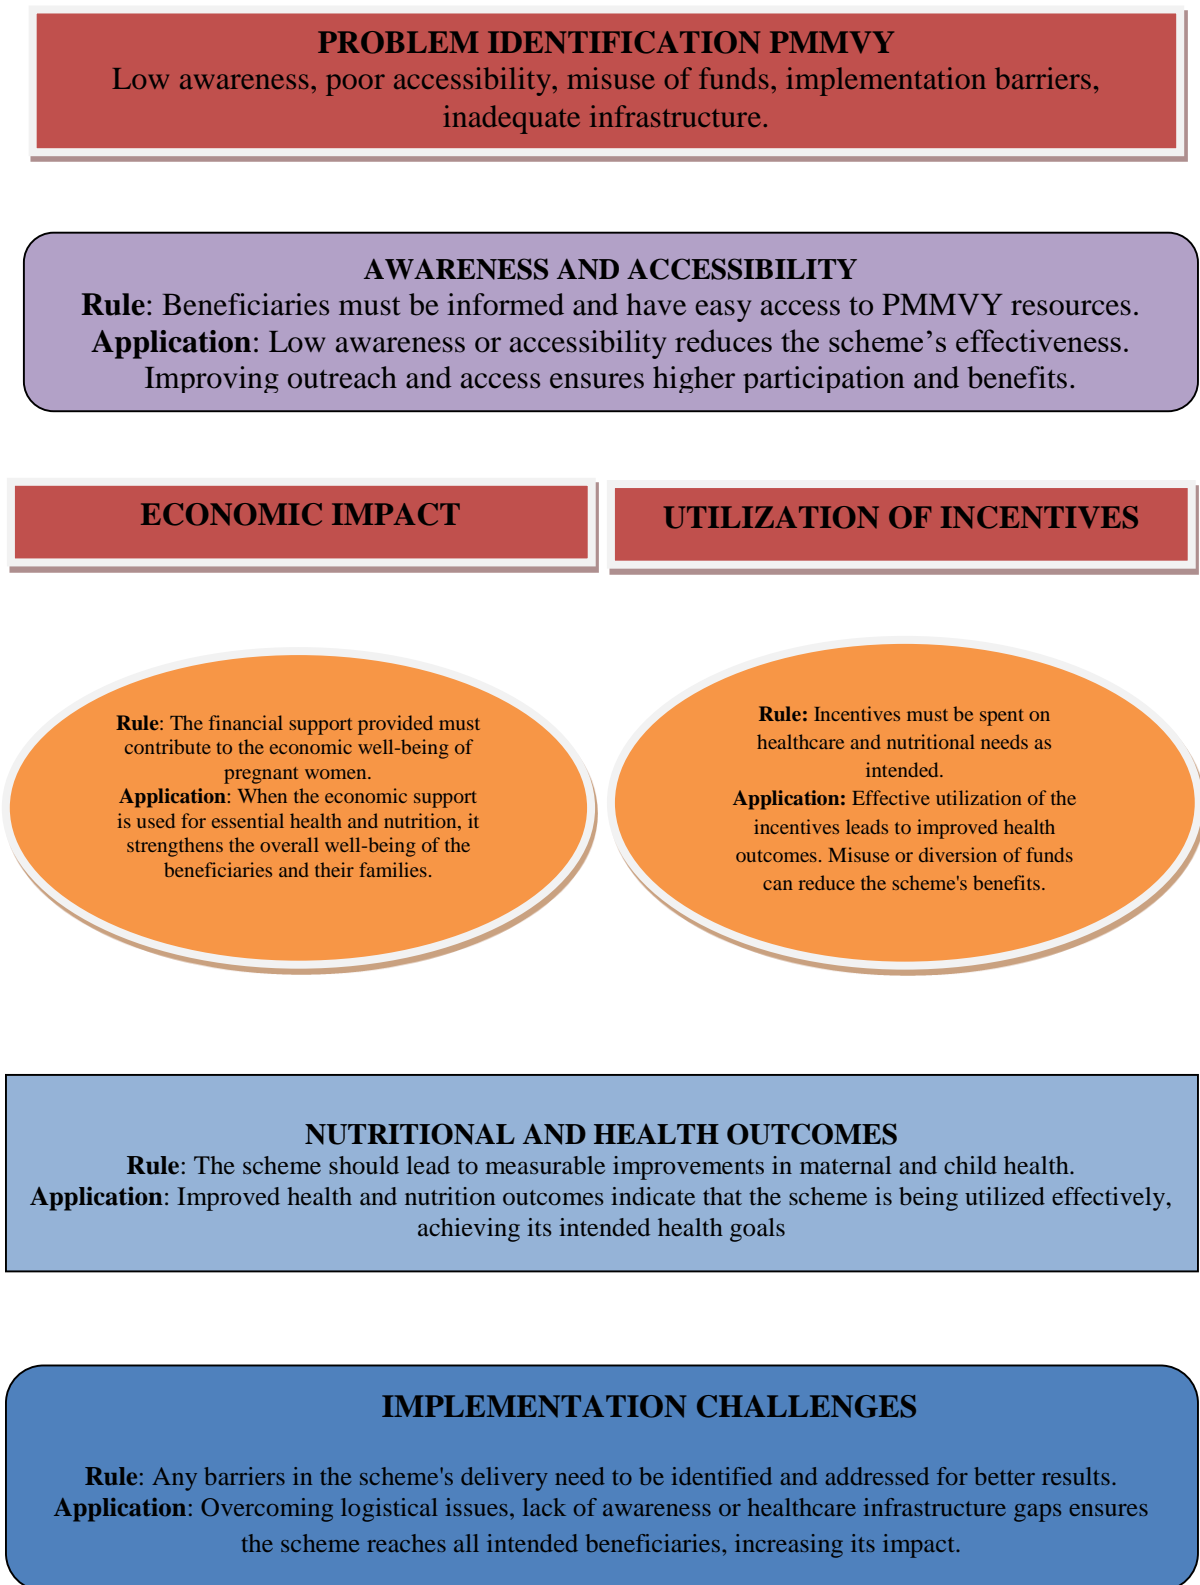 PROBLEM IDENTIFICATION PMMVY
Low awareness, poor accessibility, misuse of funds, implementation barriers,
inadequate infrastructure.
AWARENESS AND ACCESSIBILITY
Rule: Beneficiaries must be informed and have easy access to PMMVY resources.
Application: Low awareness or accessibility reduces the scheme’s effectiveness.
Improving outreach and access ensures higher participation and benefits.
ECONOMIC IMPACT
UTILIZATION OF INCENTIVES
Rule: The financial support provided must
contribute to the economic well-being of
pregnant women.
Application: When the economic support
is used for essential health and nutrition, it
strengthens the overall well-being of the
beneficiaries and their families.
Rule: Incentives must be spent on
healthcare and nutritional needs as
intended.
Application: Effective utilization of the
incentives leads to improved health
outcomes. Misuse or diversion of funds
can reduce the scheme's benefits.
NUTRITIONAL AND HEALTH OUTCOMES
Rule: The scheme should lead to measurable improvements in maternal and child health.
Application: Improved health and nutrition outcomes indicate that the scheme is being utilized effectively,
achieving its intended health goals
IMPLEMENTATION CHALLENGES
Rule: Any barriers in the scheme's delivery need to be identified and addressed for better results.
Application: Overcoming logistical issues, lack of awareness or healthcare infrastructure gaps ensures
the scheme reaches all intended beneficiaries, increasing its impact.